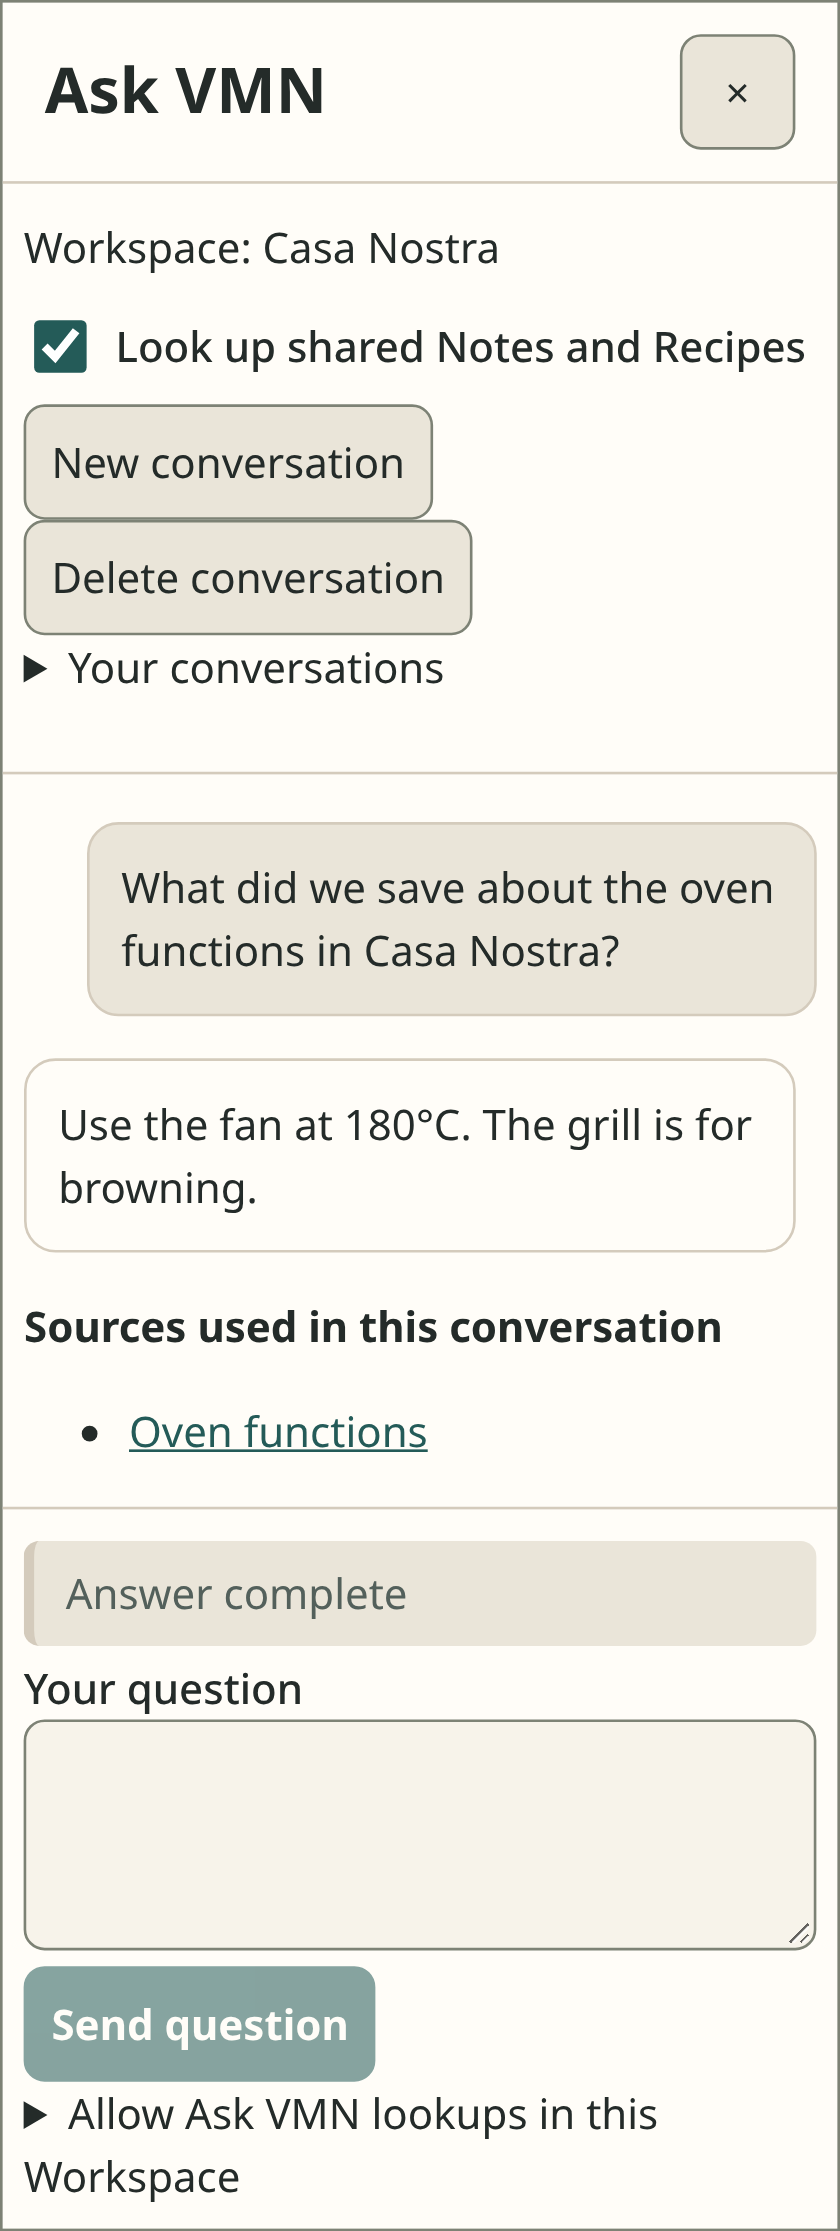 Ask VMN
×
Workspace: Casa Nostra
Look up shared Notes and Recipes
New conversation
Delete conversation
Your conversations
What did we save about the oven
functions in Casa Nostra?
Use the fan at 180°C. The grill is for
browning.
Sources used in this conversation
Oven functions
Answer complete
Your question
Send question
Allow Ask VMN lookups in this
Workspace